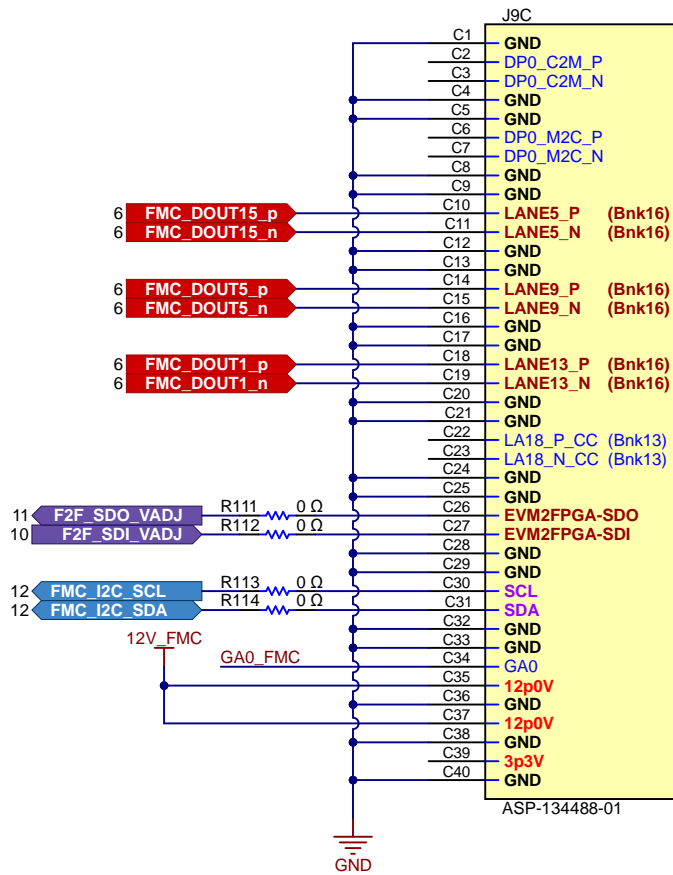 J9C
C1 GND
C2 DP0_C2M_P
C3 DP0_C2M_N
C4 GND
C5 GND
C6 DP0_M2C_P
C7 DP0_M2C_N
C8 GND
C9 GND
6 FMC_DOUT15_p C10 LANE5_P (Bnk16)
6 FMC_DOUT15_n C11 LANE5_N (Bnk16)
C12 GND
C13 GND
6 FMC_DOUT5_p C14 LANE9_P (Bnk16)
6 FMC_DOUT5_n C15 LANE9_N (Bnk16)
C16 GND
C17 GND
6 FMC_DOUT1_p C18 LANE13_P (Bnk16)
6 FMC_DOUT1_n C19 LANE13_N (Bnk16)
C20 GND
C21 GND
C22 LA18_P_CC (Bnk13)
C23 LA18_N_CC (Bnk13)
C24 GND
C25 GND
11 F2F_SDO_VADJ R111 0 Ω C26 EVM2FPGA-SDO
10 F2F_SDI_VADJ R112 0 Ω C27 EVM2FPGA-SDI
C28 GND
C29 GND
12 FMC_I2C_SCL R113 0 Ω C30 SCL
12 FMC_I2C_SDA R114 0 Ω C31 SDA
C32 GND
12V_FMC C33 GND
GA0_FMC C34 GA0
C35 12p0V
C36 GND
C37 12p0V
C38 GND
C39 3p3V
C40 GND
ASP-134488-01
GND